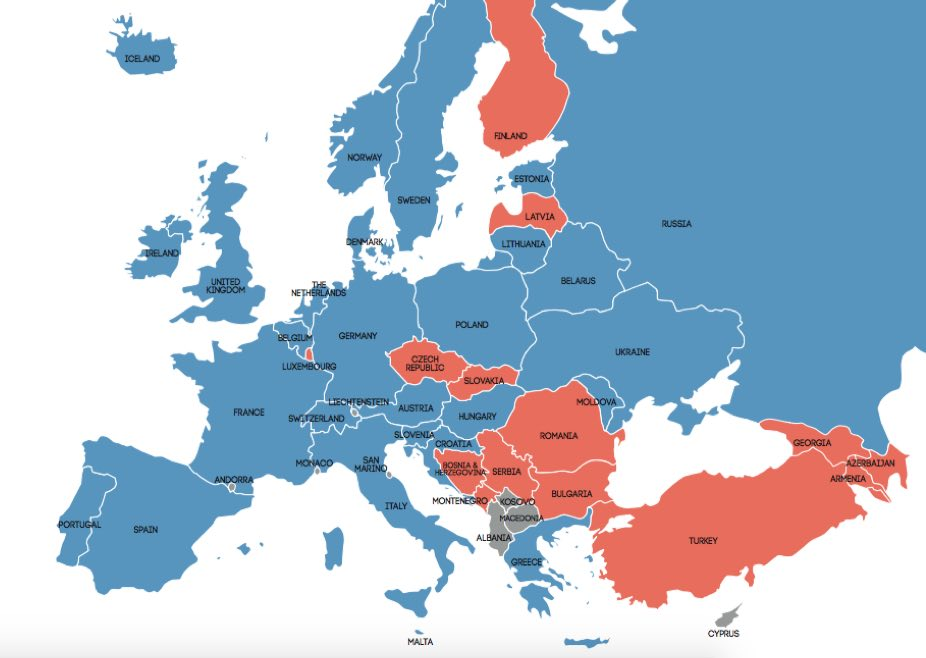 ICELAND
FINLAND
NORWAY
ESTONIA
SWEDEN
LATVIA
RUSSIA
DENMARK
LITHUANIA
IRELAND
UNITED
KINGDOM
THE
NETHERLANDS
BELARUS
POLAND
BELGIUM
GERMANY
UKRAINE
LUXEMBOURG
CZECH
REPUBLIC
SLOVAKIA
LIECHTENSTEIN
MOLDOVA
FRANCE
SWITZERLAND
AUSTRIA
HUNGARY
SLOVENIA
CROATIA
ROMANIA
GEORGIA
MONACO
SAN
MARINO
BOSNIA &
HERZEGOVINA
SERBIA
AZERBAIJAN
ARMENIA
ANDORRA
BULGARIA
MONTENEGRO
KOSOVO
ITALY
MACEDONIA
PORTUGAL
SPAIN
ALBANIA
TURKEY
GREECE
CYPRUS
MALTA